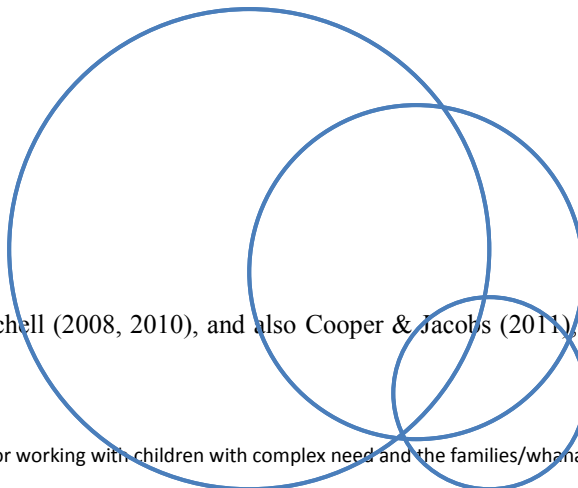 chell (2008, 2010), and also Cooper & Jacobs (2011),
or working with children with complex need and the families/whana